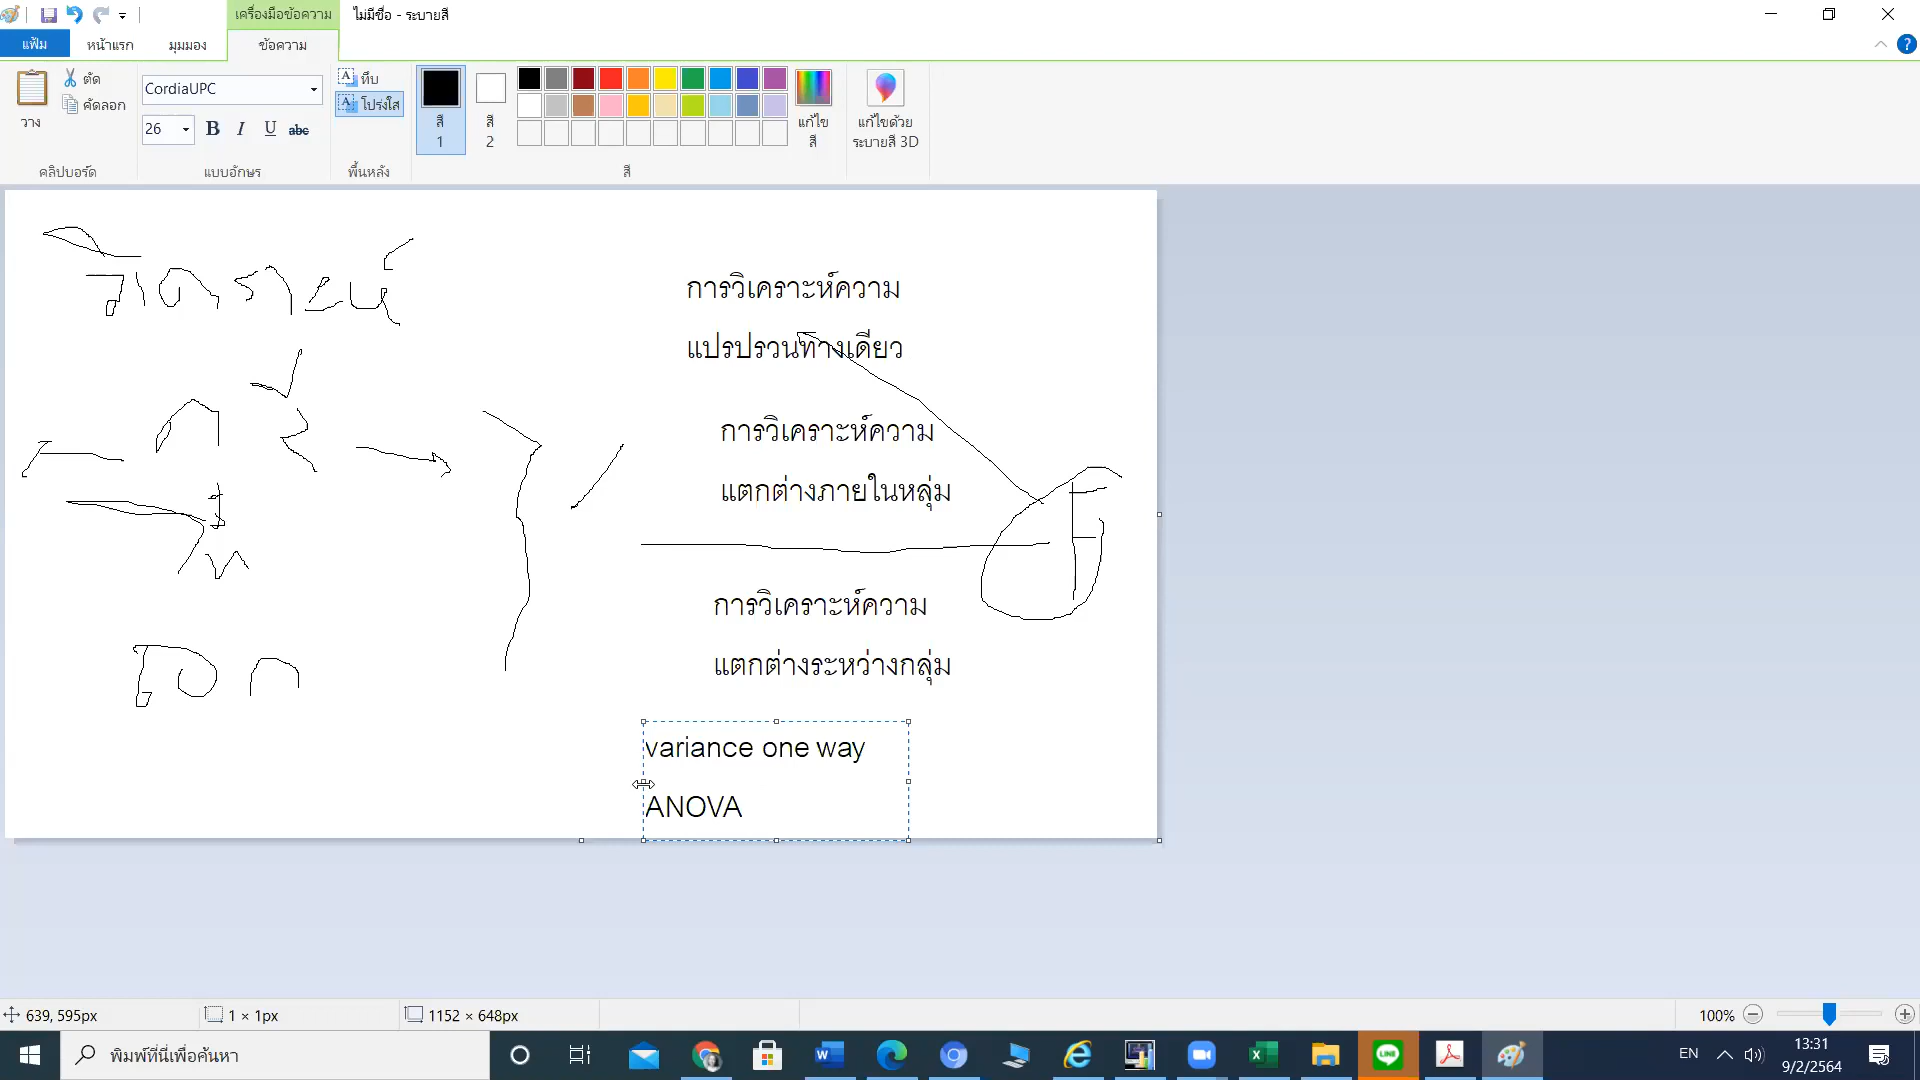 เครื่องมือข้อความ
ไม่มีชื่อ - ระบายสี
แฟ้ม
หน้าแรก
มุมมอง
ข้อความ
วาง
ตัด
คัดลอก
คลิปบอร์ด
CordiaUPC
26
B I U abc
แบบอักษร
ทึบ
โปร่งใส
พื้นหลัง
สี
1
สี
2
แก้ไข
สี
สี
แก้ไขด้วย
ระบายสี 3D
การวิเคราะห์ความ
แปรปรวนทางเดียว
การวิเคราะห์ความ
แตกต่างภายในหลุ่ม
F
การวิเคราะห์ความ
แตกต่างระหว่างกลุ่ม
variance one way
ANOVA
639, 595px
1 × 1px
1152 × 648px
100%
พิมพ์ที่นี่เพื่อค้นหา
EN
13:31
9/2/2564